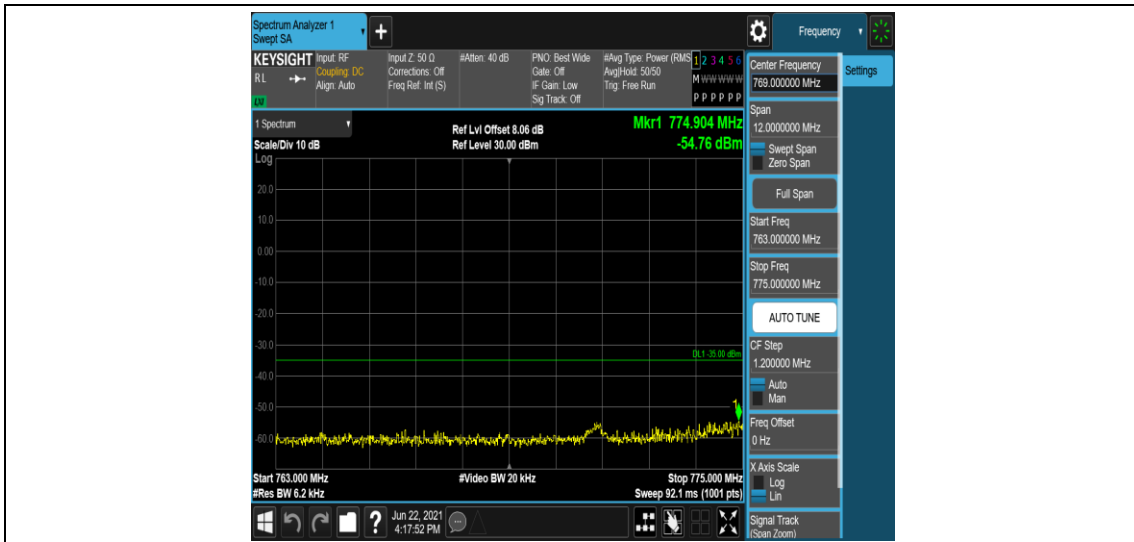 Spectrum Analyzer 1
Swept SA
Frequency
KEYSIGHT
RL
LXI
Input: RF
Coupling: DC
Align: Auto
Input Z: 50 Ω
Corrections: Off
Freq Ref: Int (S)
#Atten: 40 dB
PNO: Best Wide
Gate: Off
IF Gain: Low
Sig Track: Off
#Avg Type: Power (RMS
Avg|Hold: 50/50
Trig: Free Run
1 2 3 4 5 6
M W W W W W
P P P P P P
1 Spectrum
Scale/Div 10 dB
Ref Lvl Offset 8.06 dB
Ref Level 30.00 dBm
Mkr1 774.904 MHz
-54.76 dBm
Log
20.0
10.0
0.00
-10.0
-20.0
-30.0
DL1 -35.00 dBm
-40.0
-50.0
1
-60.0
Start 763.000 MHz
#Res BW 6.2 kHz
#Video BW 20 kHz
Stop 775.000 MHz
Sweep 92.1 ms (1001 pts)
Center Frequency
769.000000 MHz
Settings
Span
12.0000000 MHz
Swept Span
Zero Span
Full Span
Start Freq
763.000000 MHz
Stop Freq
775.000000 MHz
AUTO TUNE
CF Step
1.200000 MHz
Auto
Man
Freq Offset
0 Hz
X Axis Scale
Log
Lin
Signal Track
(Span Zoom)
?
Jun 22, 2021
4:17:52 PM